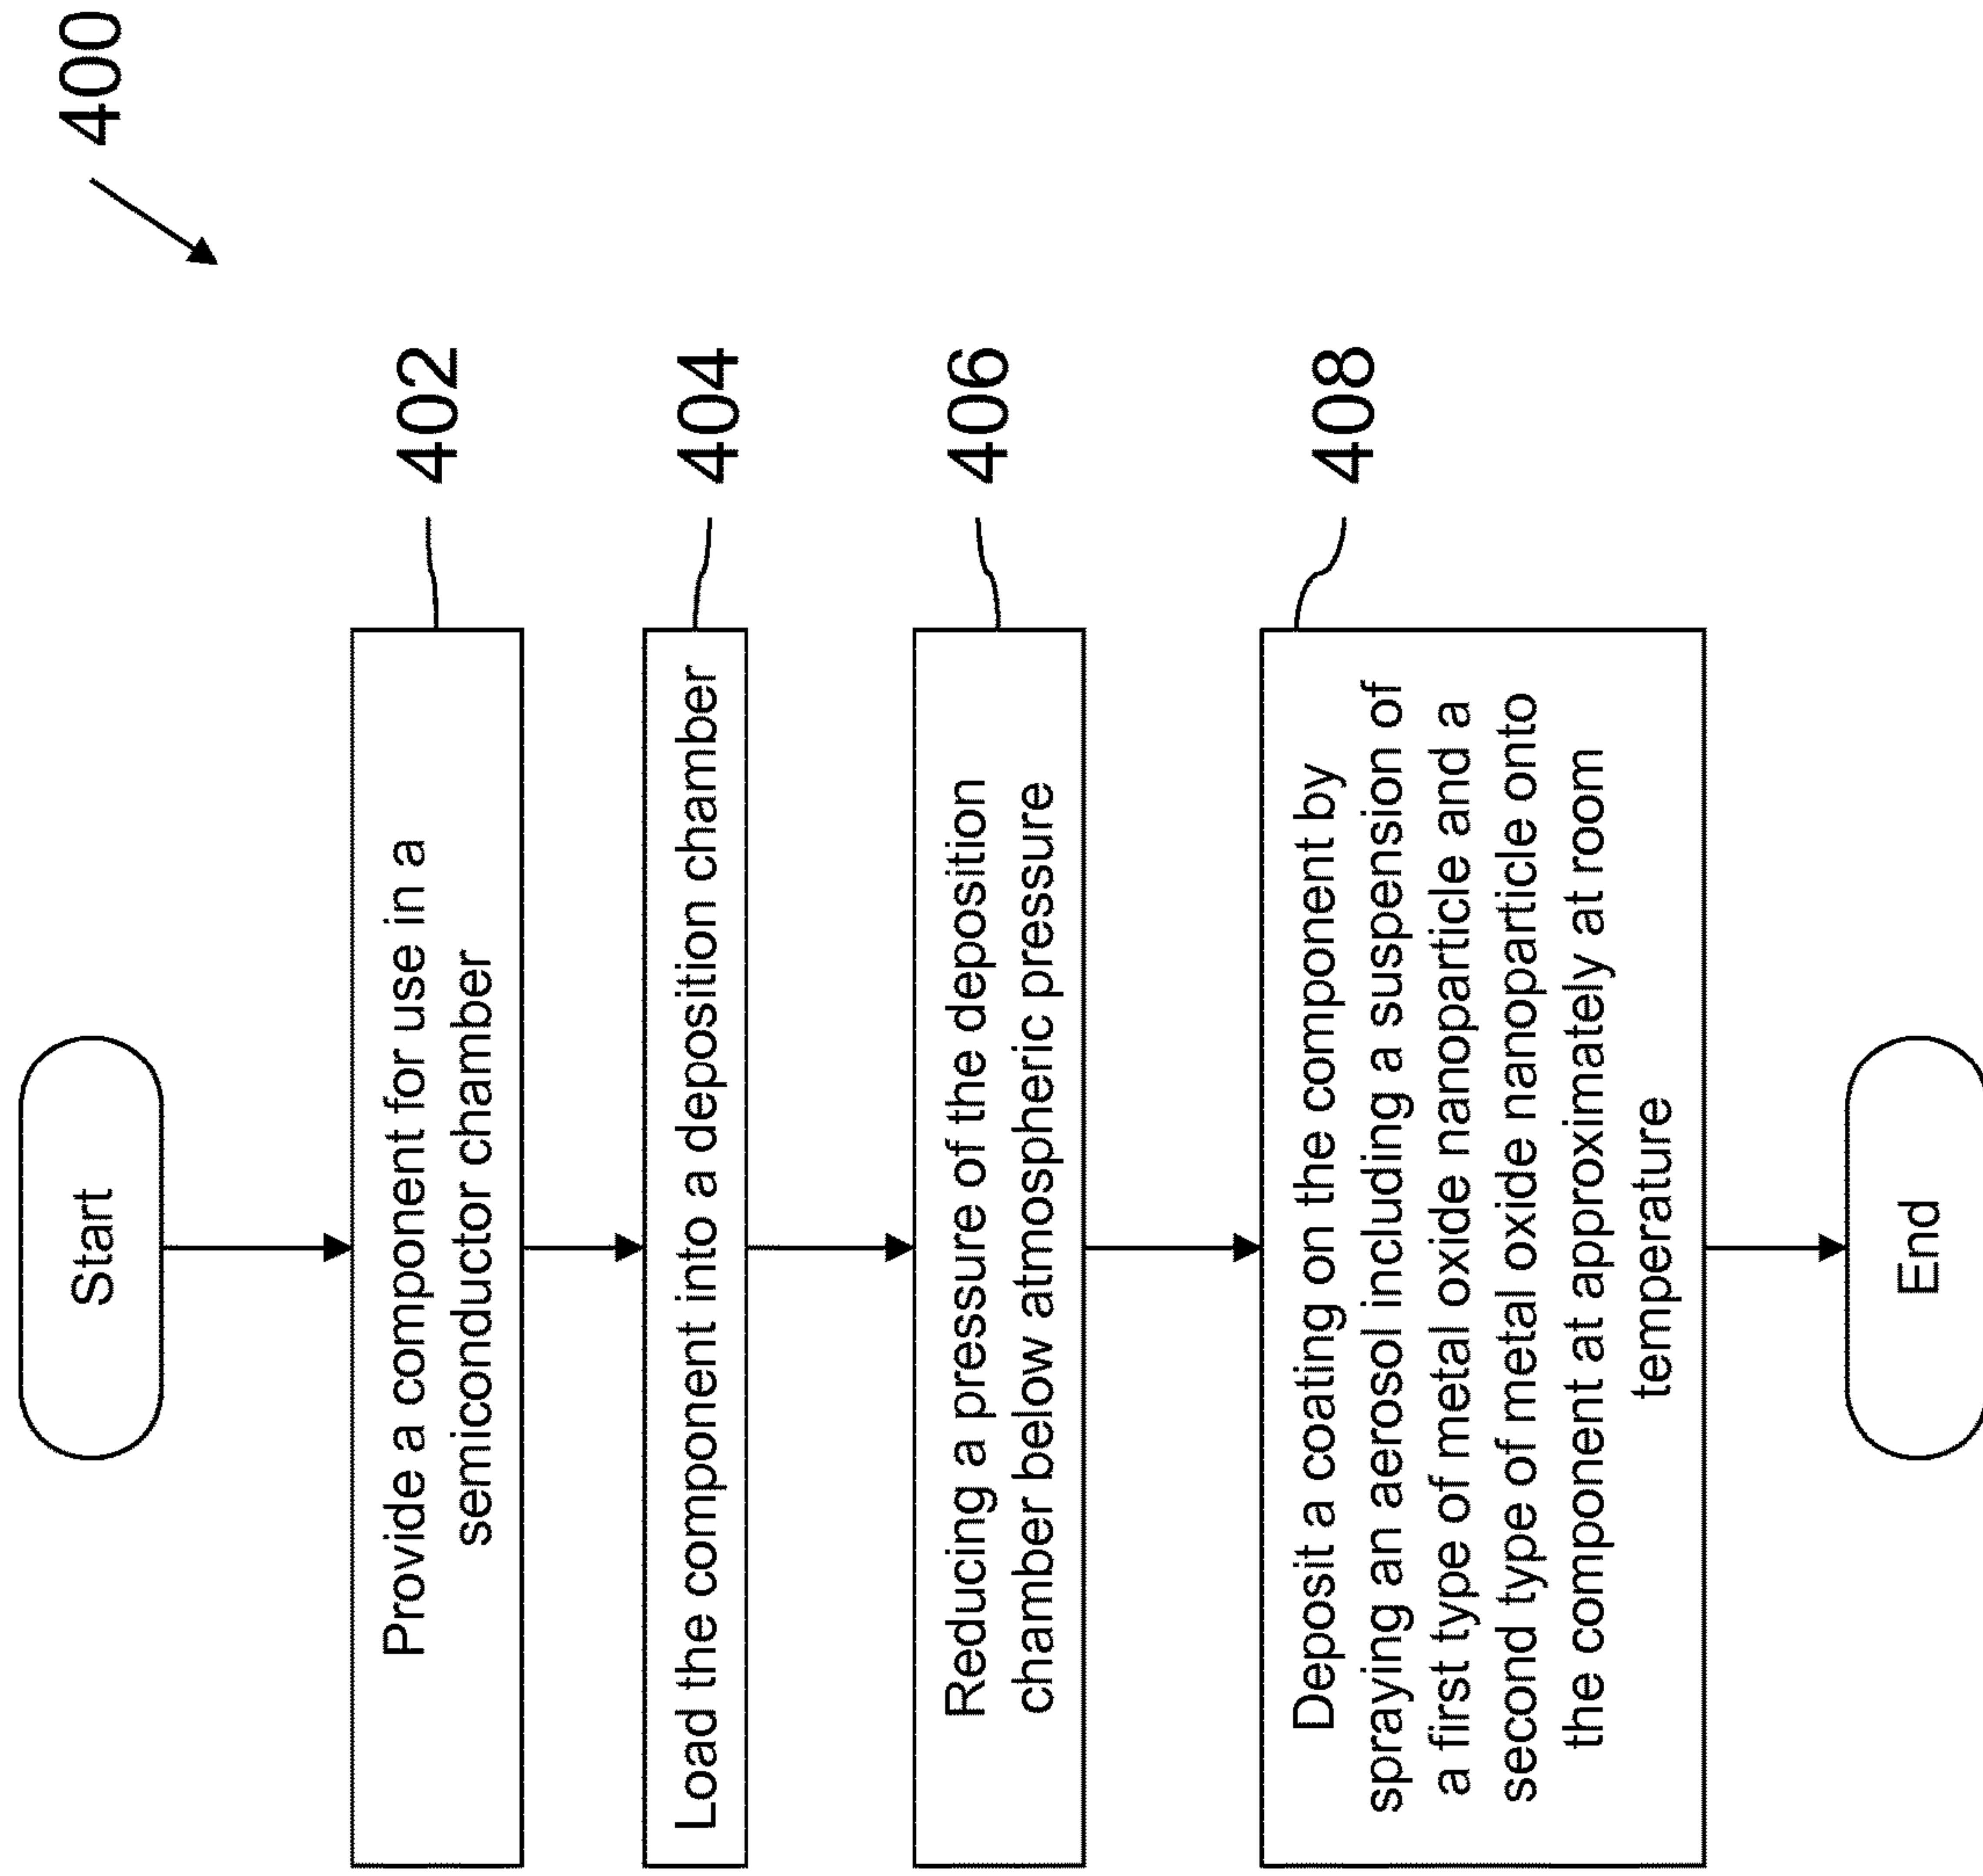 400
Start
Provide a component for use in a
semiconductor chamber
402
Load the component into a deposition chamber
404
Reducing a pressure of the deposition
chamber below atmospheric pressure
406
Deposit a coating on the component by
spraying an aerosol including a suspension of
a first type of metal oxide nanoparticle and a
second type of metal oxide nanoparticle onto
the component at approximately at room
temperature
408
End